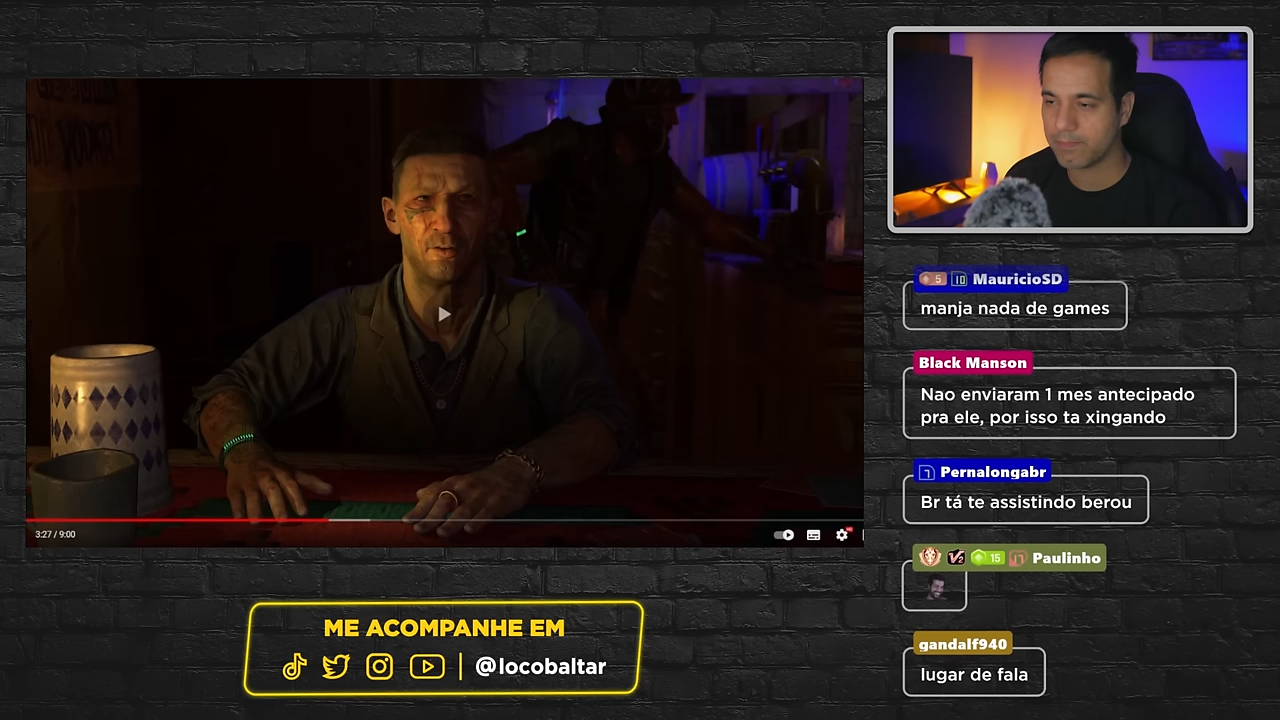 MauricioSD
manja nada de games
Black Manson
Nao enviaram 1 mes antecipado
pra ele, por isso ta xingando
Pernalongabr
Br tá te assistindo berou
15
Paulinho
gandalf940
lugar de fala
3:27 / 9:00
ME ACOMPANHE EM
@locobaltar